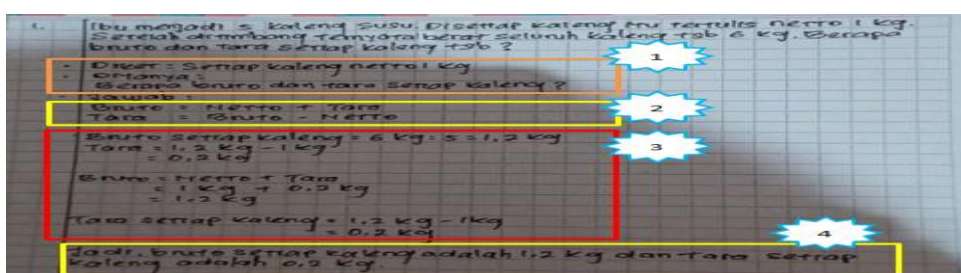 1. Ibu menjadi 5 kaleng susu. Disetiap kaleng itu tertulis netto 1 kg.
Setelah ditimbang ternyata berat seluruh kaleng tsb 6 kg. Berapa
bruto dan tara setiap kaleng tsb ?
1
• Diket = Setiap kaleng netto 1 kg
• Ditanya :
Berapa bruto dan tara setiap kaleng ?
• Jawab :
2
Bruto = Netto + Tara
Tara = Bruto - Netto
3
Bruto setiap kaleng = 6 kg : 5 = 1,2 kg
Tara = 1,2 kg - 1 kg
= 0,2 kg
Bruto = Netto + Tara
= 1 kg + 0,2 kg
= 1,2 kg
Tara setiap kaleng = 1,2 kg - 1 kg
= 0,2 kg
4
Jadi, bruto setiap kaleng adalah 1,2 kg dan tara setiap
kaleng adalah 0,2 kg.